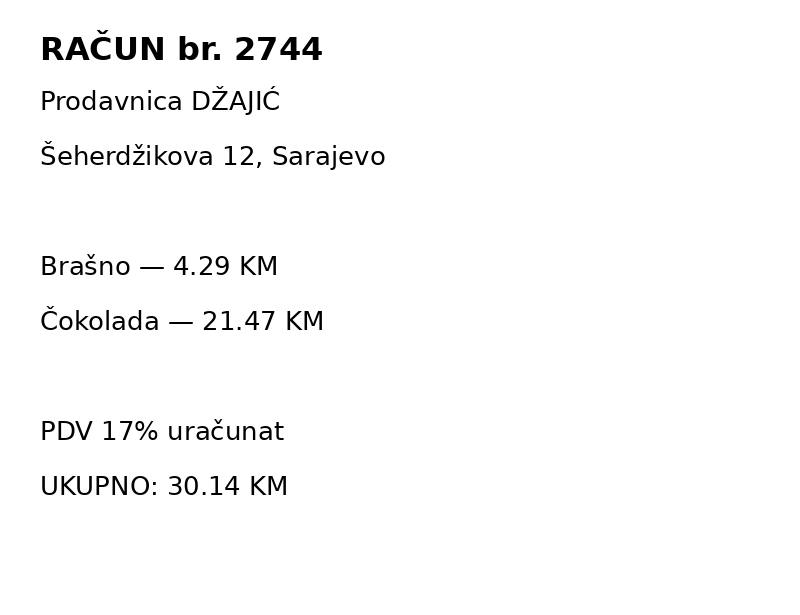 RAČUN br. 2744
Prodavnica DŽAJIĆ
Šeherdžikova 12, Sarajevo
Brašno — 4.29 KM
Čokolada — 21.47 KM
PDV 17% uračunat
UKUPNO: 30.14 KM